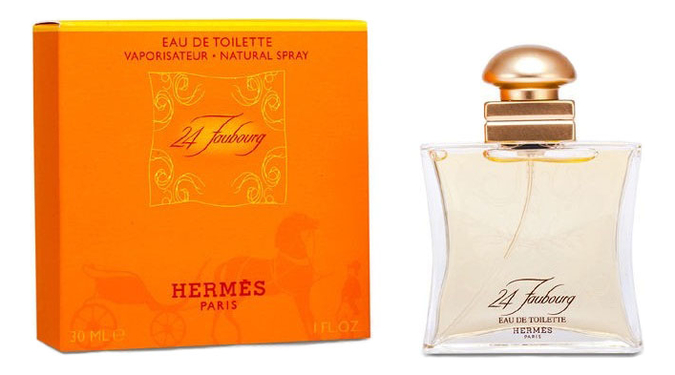 EAU DE TOILETTE
VAPORISATEUR • NATURAL SPRAY
24 Faubourg
HERMÈS
PARIS
30 ML ℮
1 FL.OZ
24 Faubourg
EAU DE TOILETTE
HERMÈS
PARIS